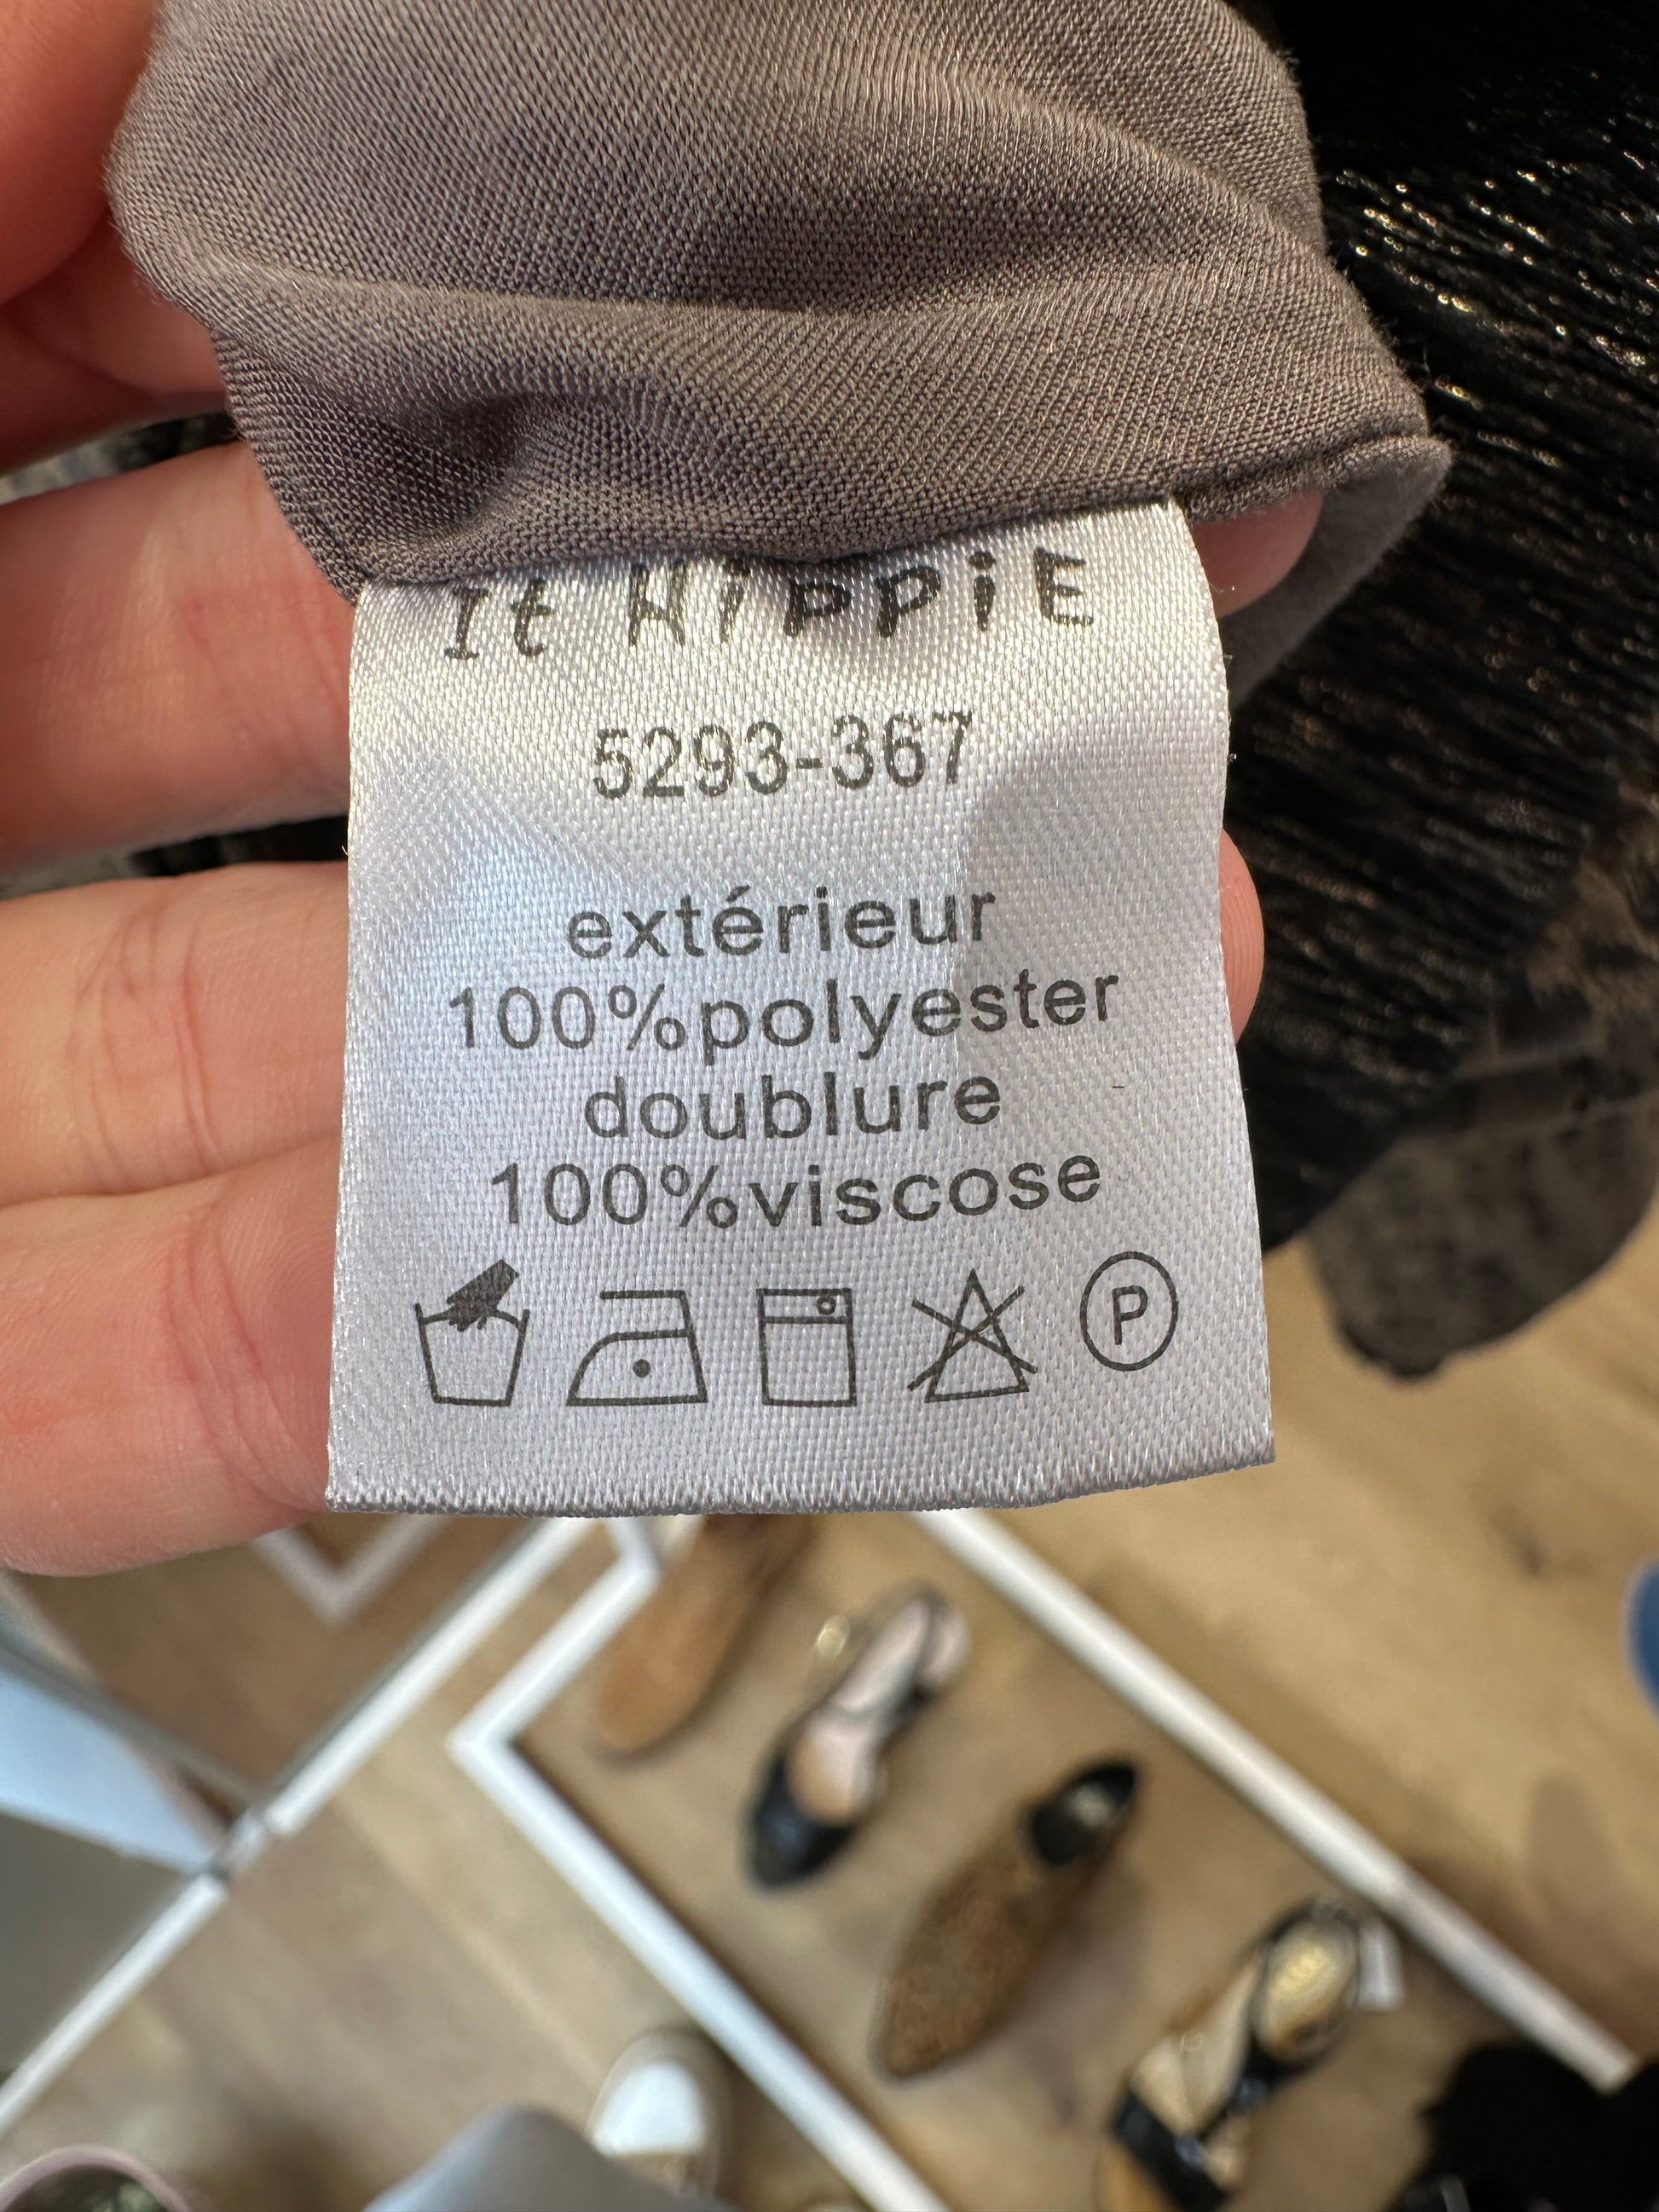 It HippiE
5293-367
extérieur
100%polyester
doublure
100%viscose
P